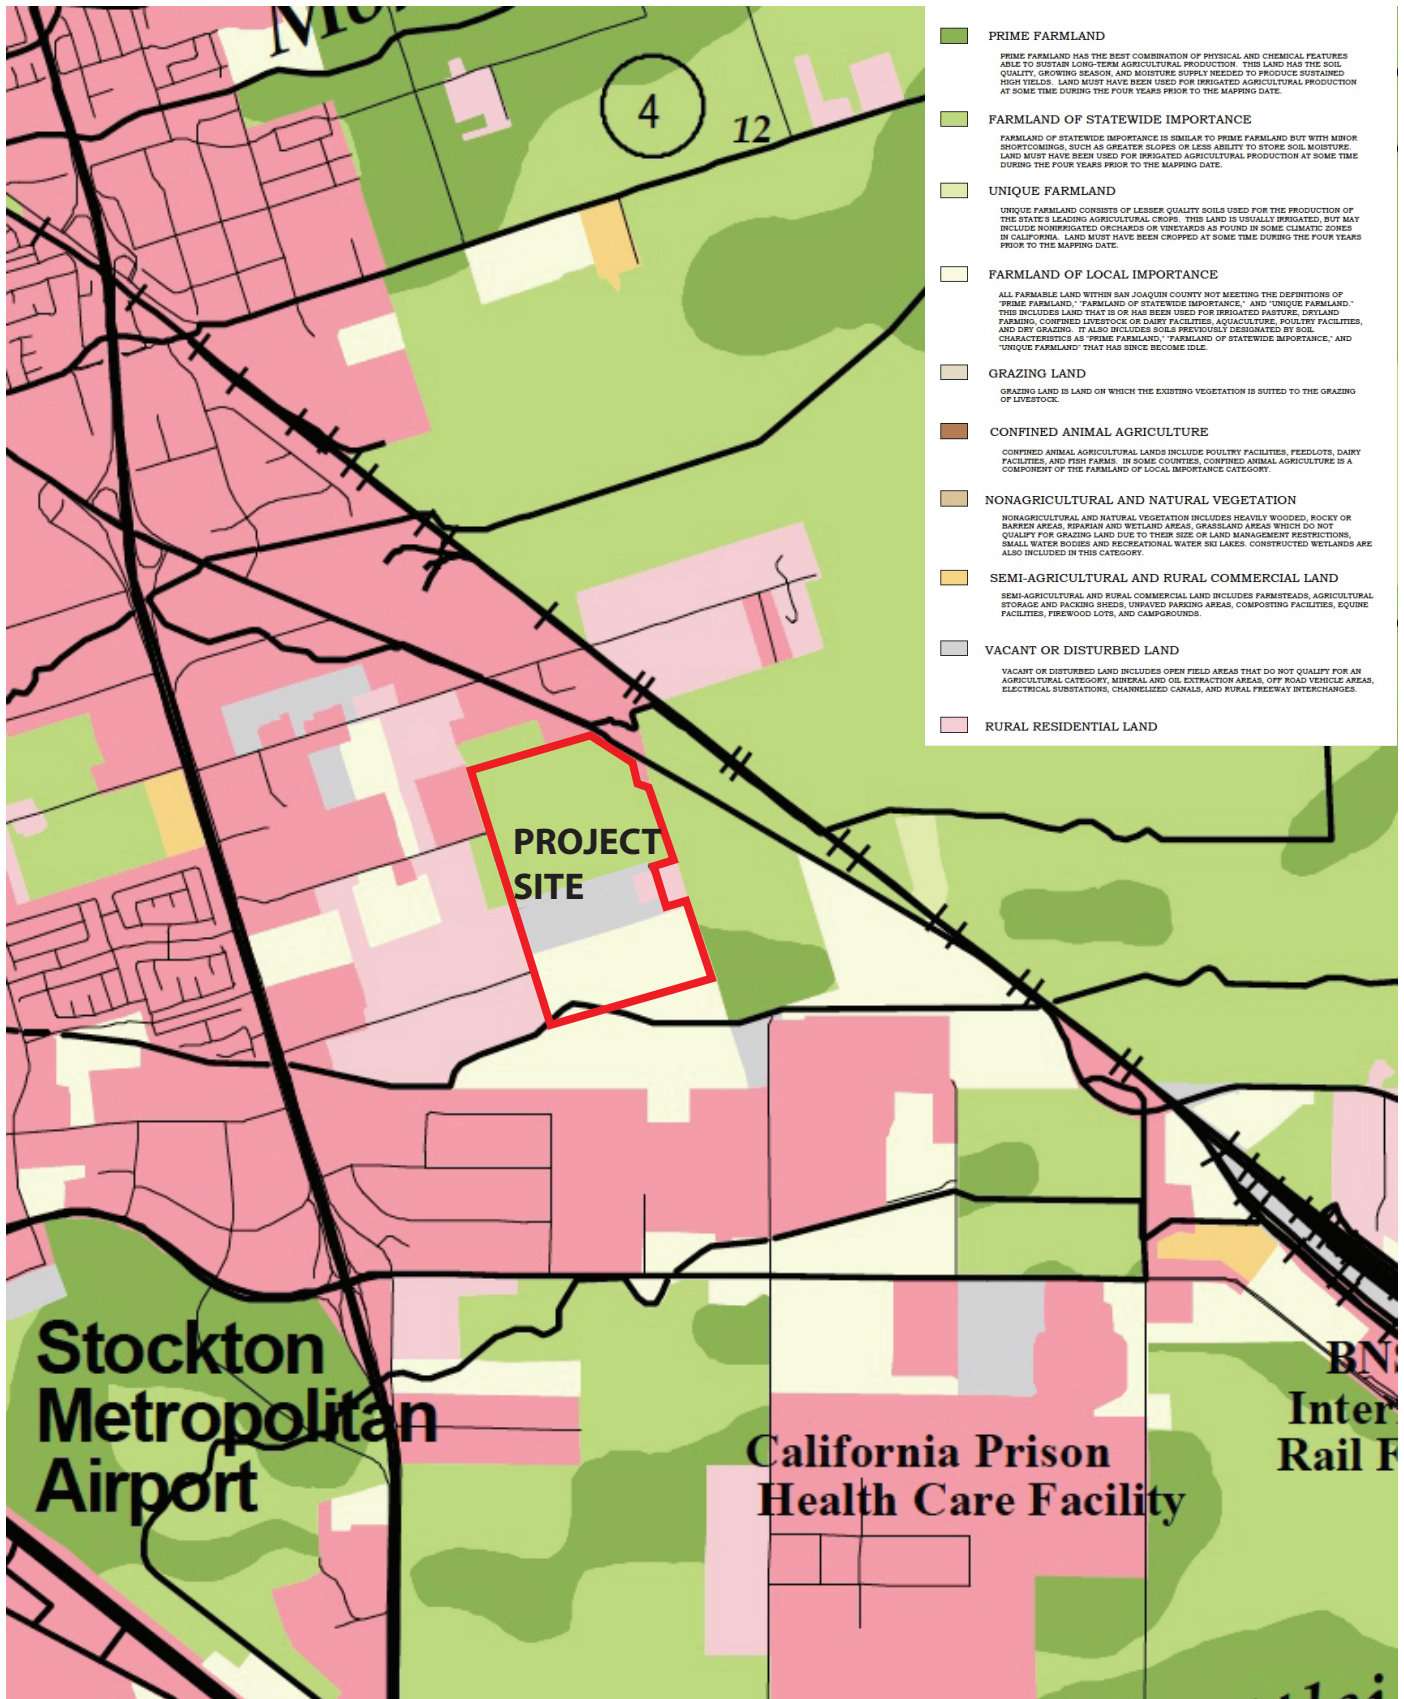 Mo
4
12
PRIME FARMLAND
PRIME FARMLAND HAS THE BEST COMBINATION OF PHYSICAL AND CHEMICAL FEATURES
ABLE TO SUSTAIN LONG-TERM AGRICULTURAL PRODUCTION. THIS LAND HAS THE SOIL
QUALITY, GROWING SEASON, AND MOISTURE SUPPLY NEEDED TO PRODUCE SUSTAINED
HIGH YIELDS. LAND MUST HAVE BEEN USED FOR IRRIGATED AGRICULTURAL PRODUCTION
AT SOME TIME DURING THE FOUR YEARS PRIOR TO THE MAPPING DATE.
FARMLAND OF STATEWIDE IMPORTANCE
FARMLAND OF STATEWIDE IMPORTANCE IS SIMILAR TO PRIME FARMLAND BUT WITH MINOR
SHORTCOMINGS, SUCH AS GREATER SLOPES OR LESS ABILITY TO STORE SOIL MOISTURE.
LAND MUST HAVE BEEN USED FOR IRRIGATED AGRICULTURAL PRODUCTION AT SOME TIME
DURING THE FOUR YEARS PRIOR TO THE MAPPING DATE.
UNIQUE FARMLAND
UNIQUE FARMLAND CONSISTS OF LESSER QUALITY SOILS USED FOR THE PRODUCTION OF
THE STATE'S LEADING AGRICULTURAL CROPS. THIS LAND IS USUALLY IRRIGATED, BUT MAY
INCLUDE NONIRRIGATED ORCHARDS OR VINEYARDS AS FOUND IN SOME CLIMATIC ZONES
IN CALIFORNIA. LAND MUST HAVE BEEN CROPPED AT SOME TIME DURING THE FOUR YEARS
PRIOR TO THE MAPPING DATE.
FARMLAND OF LOCAL IMPORTANCE
ALL FARMABLE LAND WITHIN SAN JOAQUIN COUNTY NOT MEETING THE DEFINITIONS OF
"PRIME FARMLAND," "FARMLAND OF STATEWIDE IMPORTANCE," AND "UNIQUE FARMLAND."
THIS INCLUDES LAND THAT IS OR HAS BEEN USED FOR IRRIGATED PASTURE, DRYLAND
FARMING, CONFINED LIVESTOCK OR DAIRY FACILITIES, AQUACULTURE, POULTRY FACILITIES,
AND DRY GRAZING. IT ALSO INCLUDES SOILS PREVIOUSLY DESIGNATED BY SOIL
CHARACTERISTICS AS "PRIME FARMLAND," "FARMLAND OF STATEWIDE IMPORTANCE," AND
"UNIQUE FARMLAND" THAT HAS SINCE BECOME IDLE.
GRAZING LAND
GRAZING LAND IS LAND ON WHICH THE EXISTING VEGETATION IS SUITED TO THE GRAZING
OF LIVESTOCK.
CONFINED ANIMAL AGRICULTURE
CONFINED ANIMAL AGRICULTURAL LANDS INCLUDE POULTRY FACILITIES, FEEDLOTS, DAIRY
FACILITIES, AND FISH FARMS. IN SOME COUNTIES, CONFINED ANIMAL AGRICULTURE IS A
COMPONENT OF THE FARMLAND OF LOCAL IMPORTANCE CATEGORY.
NONAGRICULTURAL AND NATURAL VEGETATION
NONAGRICULTURAL AND NATURAL VEGETATION INCLUDES HEAVILY WOODED, ROCKY OR
BARREN AREAS, RIPARIAN AND WETLAND AREAS, GRASSLAND AREAS WHICH DO NOT
QUALIFY FOR GRAZING LAND DUE TO THEIR SIZE OR LAND MANAGEMENT RESTRICTIONS,
SMALL WATER BODIES AND RECREATIONAL WATER SKI LAKES. CONSTRUCTED WETLANDS ARE
ALSO INCLUDED IN THIS CATEGORY.
SEMI-AGRICULTURAL AND RURAL COMMERCIAL LAND
SEMI-AGRICULTURAL AND RURAL COMMERCIAL LAND INCLUDES FARMSTEADS, AGRICULTURAL
STORAGE AND PACKING SHEDS, UNPAVED PARKING AREAS, COMPOSTING FACILITIES, EQUINE
FACILITIES, FIREWOOD LOTS, AND CAMPGROUNDS.
VACANT OR DISTURBED LAND
VACANT OR DISTURBED LAND INCLUDES OPEN FIELD AREAS THAT DO NOT QUALIFY FOR AN
AGRICULTURAL CATEGORY, MINERAL AND OIL EXTRACTION AREAS, OFF ROAD VEHICLE AREAS,
ELECTRICAL SUBSTATIONS, CHANNELIZED CANALS, AND RURAL FREEWAY INTERCHANGES.
RURAL RESIDENTIAL LAND
PROJECT
SITE
Stockton
Metropolitan
Airport
BNS
Inter
Rail F
California Prison
Health Care Facility